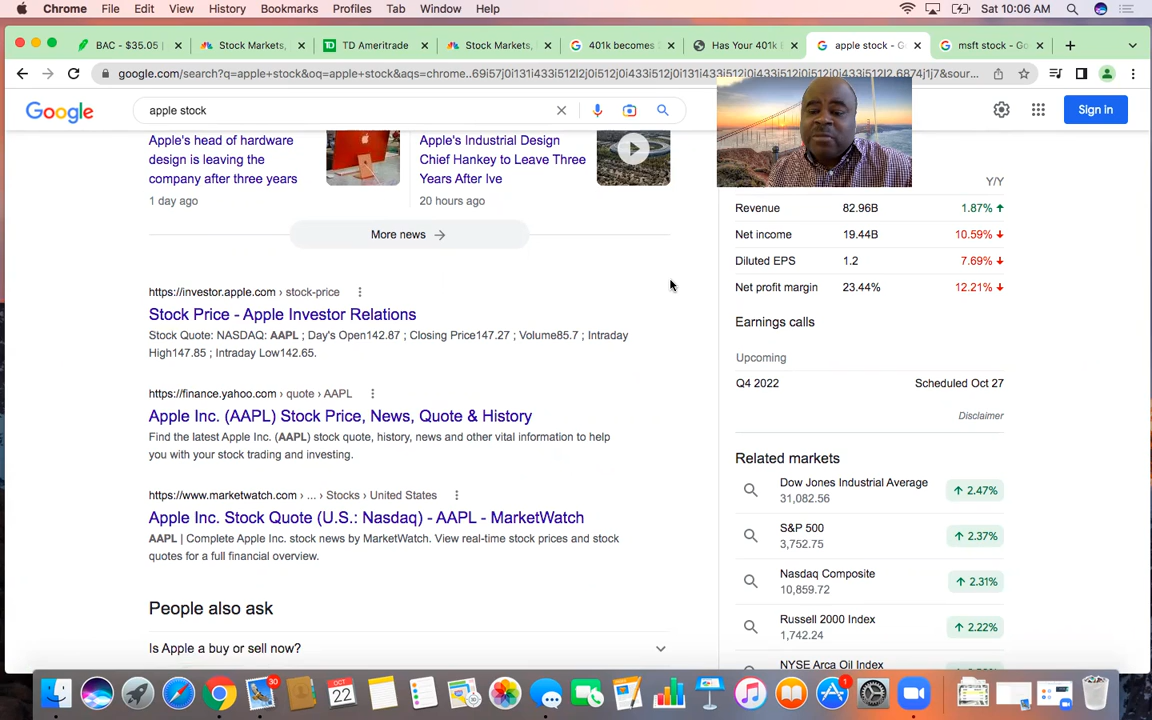 Chrome File Edit View History Bookmarks Profiles Tab Window Help Sat 10:06 AM
BAC - $35.05 Stock Markets, TD Ameritrade Stock Markets, 401k becomes Has Your 401k apple stock - G msft stock - Go
google.com/search?q=apple+stock&oq=apple+stock&aqs=chrome..69i57j0i131i433i512l2j0i512j0i131i433i512j0i512l2.6874j1j7&sour...
Google apple stock Sign in
Apple's head of hardware
design is leaving the
company after three years
1 day ago
Apple's Industrial Design
Chief Hankey to Leave Three
Years After Ive
20 hours ago
More news
https://investor.apple.com › stock-price
Stock Price - Apple Investor Relations
Stock Quote: NASDAQ: AAPL ; Day's Open142.87 ; Closing Price147.27 ; Volume85.7 ; Intraday
High147.85 ; Intraday Low142.65.
https://finance.yahoo.com › quote › AAPL
Apple Inc. (AAPL) Stock Price, News, Quote & History
Find the latest Apple Inc. (AAPL) stock quote, history, news and other vital information to help
you with your stock trading and investing.
https://www.marketwatch.com › ... › Stocks › United States
Apple Inc. Stock Quote (U.S.: Nasdaq) - AAPL - MarketWatch
AAPL | Complete Apple Inc. stock news by MarketWatch. View real-time stock prices and stock
quotes for a full financial overview.
People also ask
Is Apple a buy or sell now?
Y/Y
Revenue 82.96B 1.87%
Net income 19.44B 10.59%
Diluted EPS 1.2 7.69%
Net profit margin 23.44% 12.21%
Earnings calls
Upcoming
Q4 2022 Scheduled Oct 27
Disclaimer
Related markets
Dow Jones Industrial Average
31,082.56 2.47%
S&P 500
3,752.75 2.37%
Nasdaq Composite
10,859.72 2.31%
Russell 2000 Index
1,742.24 2.22%
NYSE Arca Oil Index
30 OCT 22 1